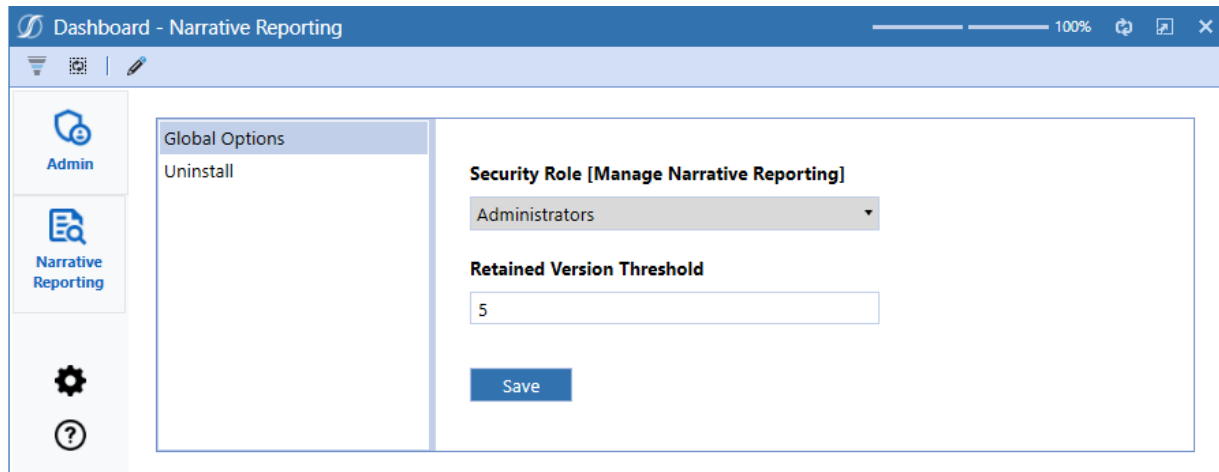 Dashboard - Narrative Reporting
100%
Admin
Narrative
Reporting
Global Options
Uninstall
Security Role [Manage Narrative Reporting]
Administrators
Retained Version Threshold
5
Save
?